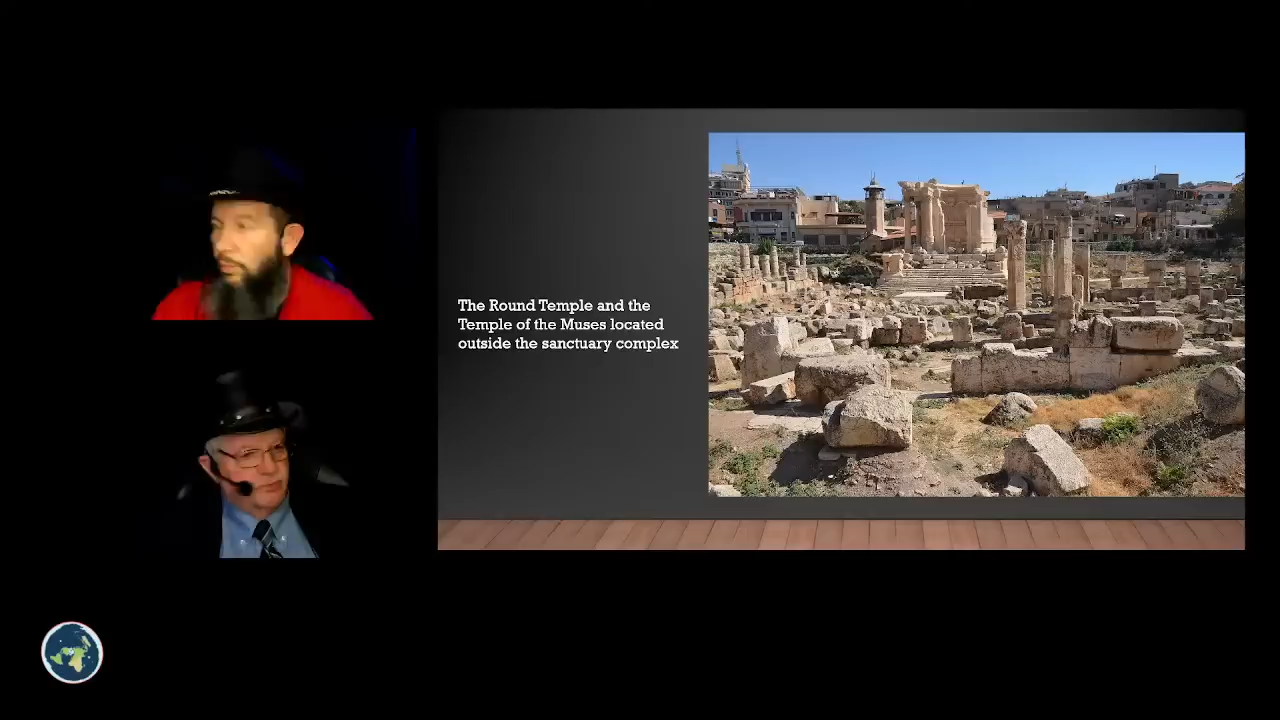 The Round Temple and the
Temple of the Muses located
outside the sanctuary complex